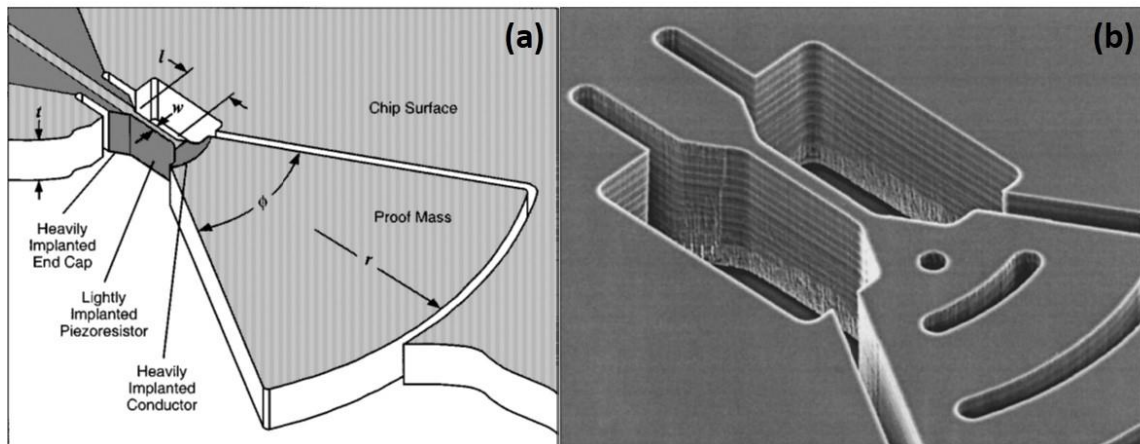 (a)
l
w
t
Chip Surface
ϕ
Proof Mass
r
Heavily
Implanted
End Cap
Lightly
Implanted
Piezoresistor
Heavily
Implanted
Conductor
(b)